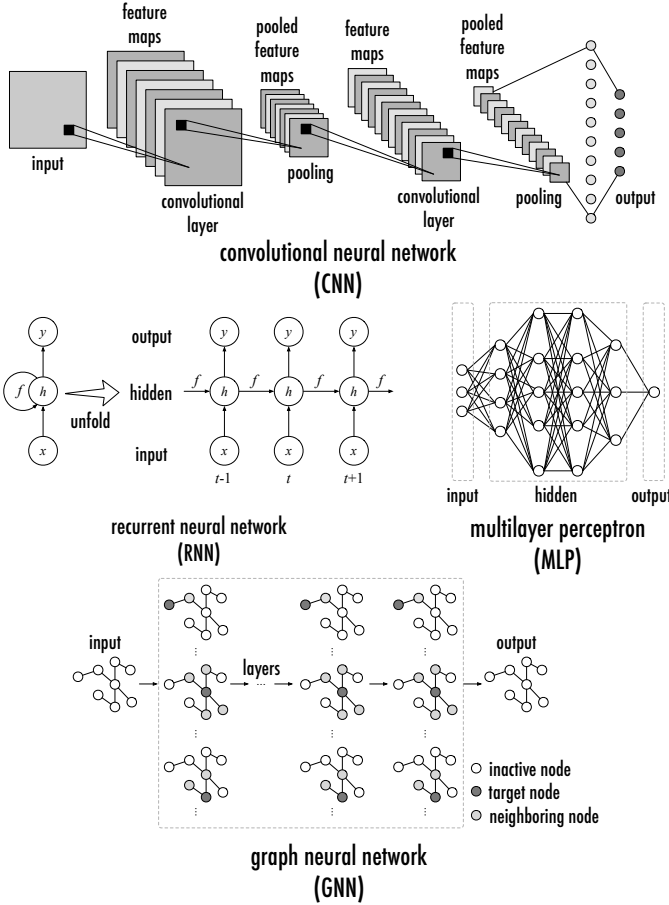 feature
maps
pooled
feature
maps
feature
maps
pooled
feature
maps
input
convolutional
layer
pooling
convolutional
layer
pooling
output
convolutional neural network
(CNN)
y
f
h
x
unfold
output
hidden
input
y
y
y
f
h
f
h
f
h
f
x
x
x
t-1
t
t+1
recurrent neural network
(RNN)
input
hidden
output
multilayer perceptron
(MLP)
input
layers
...
...
...
...
...
...
...
...
...
...
output
inactive node
target node
neighboring node
graph neural network
(GNN)